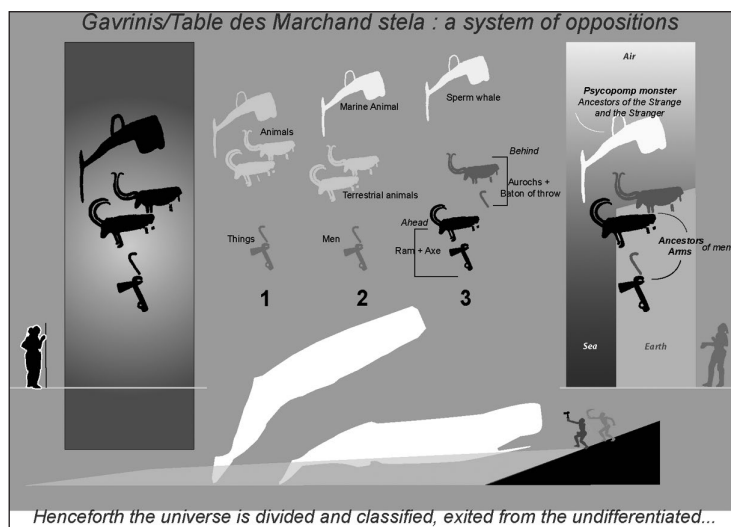 Gavrinis/Table des Marchand stela : a system of oppositions
Air
Psycopomp monster
Ancestors of the Strange
and the Stranger
Marine Animal
Sperm whale
Animals
Behind
Terrestrial animals
Aurochs +
Baton of throw
Ahead
Things
Men
Ram + Axe
Ancestors
Arms
of men
1
2
3
Sea
Earth
Henceforth the universe is divided and classified, exited from the undifferentiated...